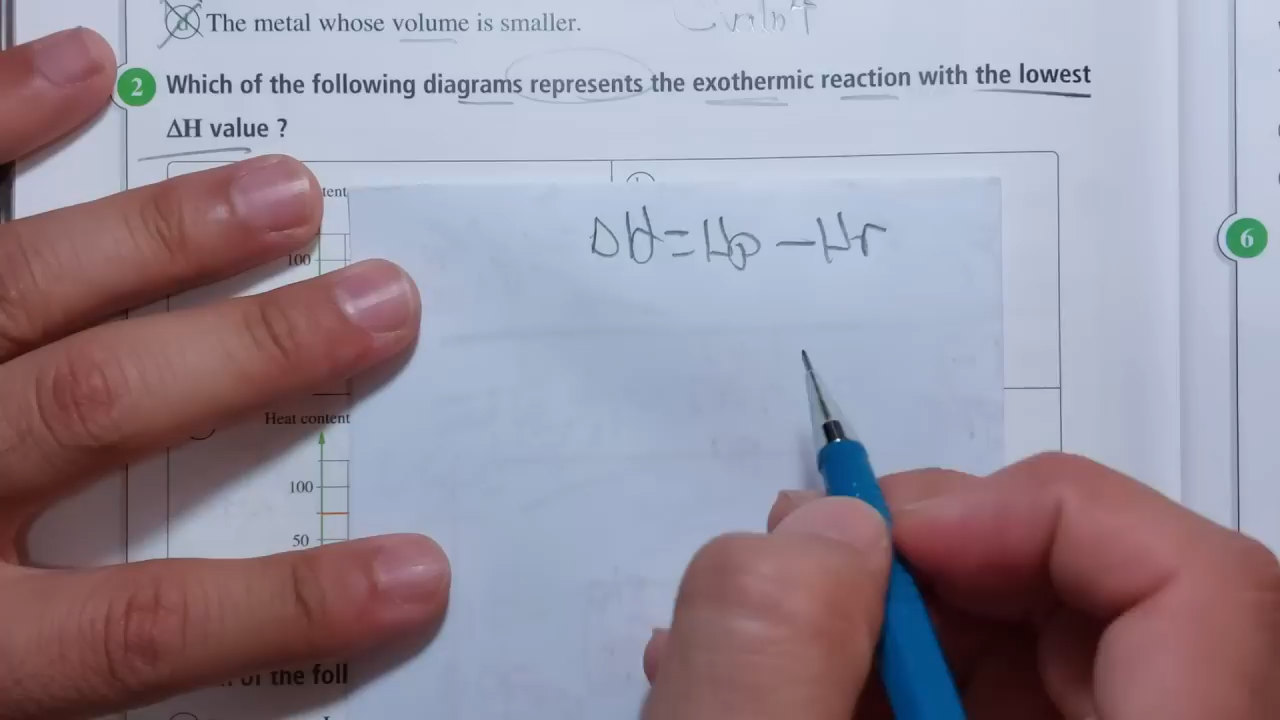 d The metal whose volume is smaller.
2 Which of the following diagrams represents the exothermic reaction with the lowest
ΔH value ?
tent
ΔH = Hp - Hr
100
6
Heat content
100
50
of the foll